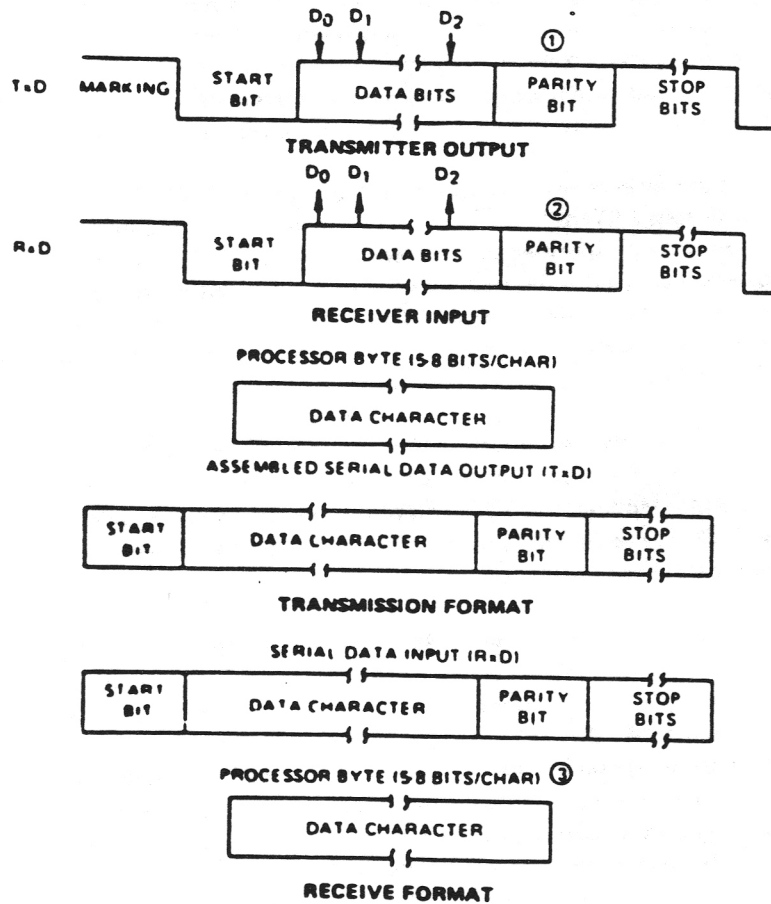 D0 D1 D2 ①
TxD MARKING START BIT DATA BITS PARITY BIT STOP BITS
TRANSMITTER OUTPUT
D0 D1 D2 ②
RxD START BIT DATA BITS PARITY BIT STOP BITS
RECEIVER INPUT
PROCESSOR BYTE (5-8 BITS/CHAR)
DATA CHARACTER
ASSEMBLED SERIAL DATA OUTPUT (TxD)
START BIT DATA CHARACTER PARITY BIT STOP BITS
TRANSMISSION FORMAT
SERIAL DATA INPUT (RxD)
START BIT DATA CHARACTER PARITY BIT STOP BITS
PROCESSOR BYTE (5-8 BITS/CHAR) ③
DATA CHARACTER
RECEIVE FORMAT